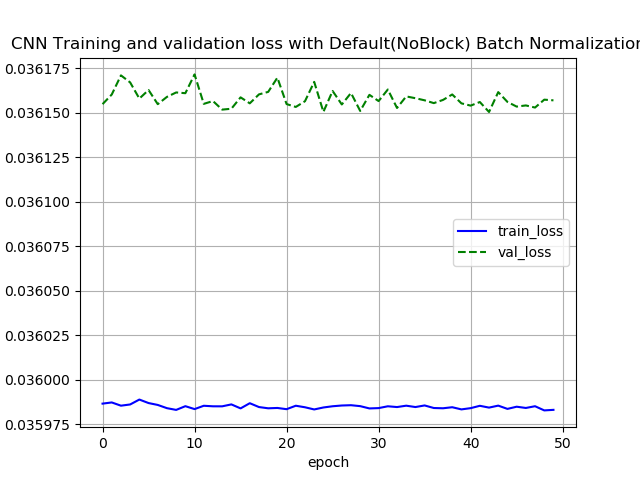 CNN Training and validation loss with Default(NoBlock) Batch Normalization
0.036175
0.036150
0.036125
0.036100
0.036075
0.036050
0.036025
0.036000
0.035975
train_loss
val_loss
0 10 20 30 40 50
epoch